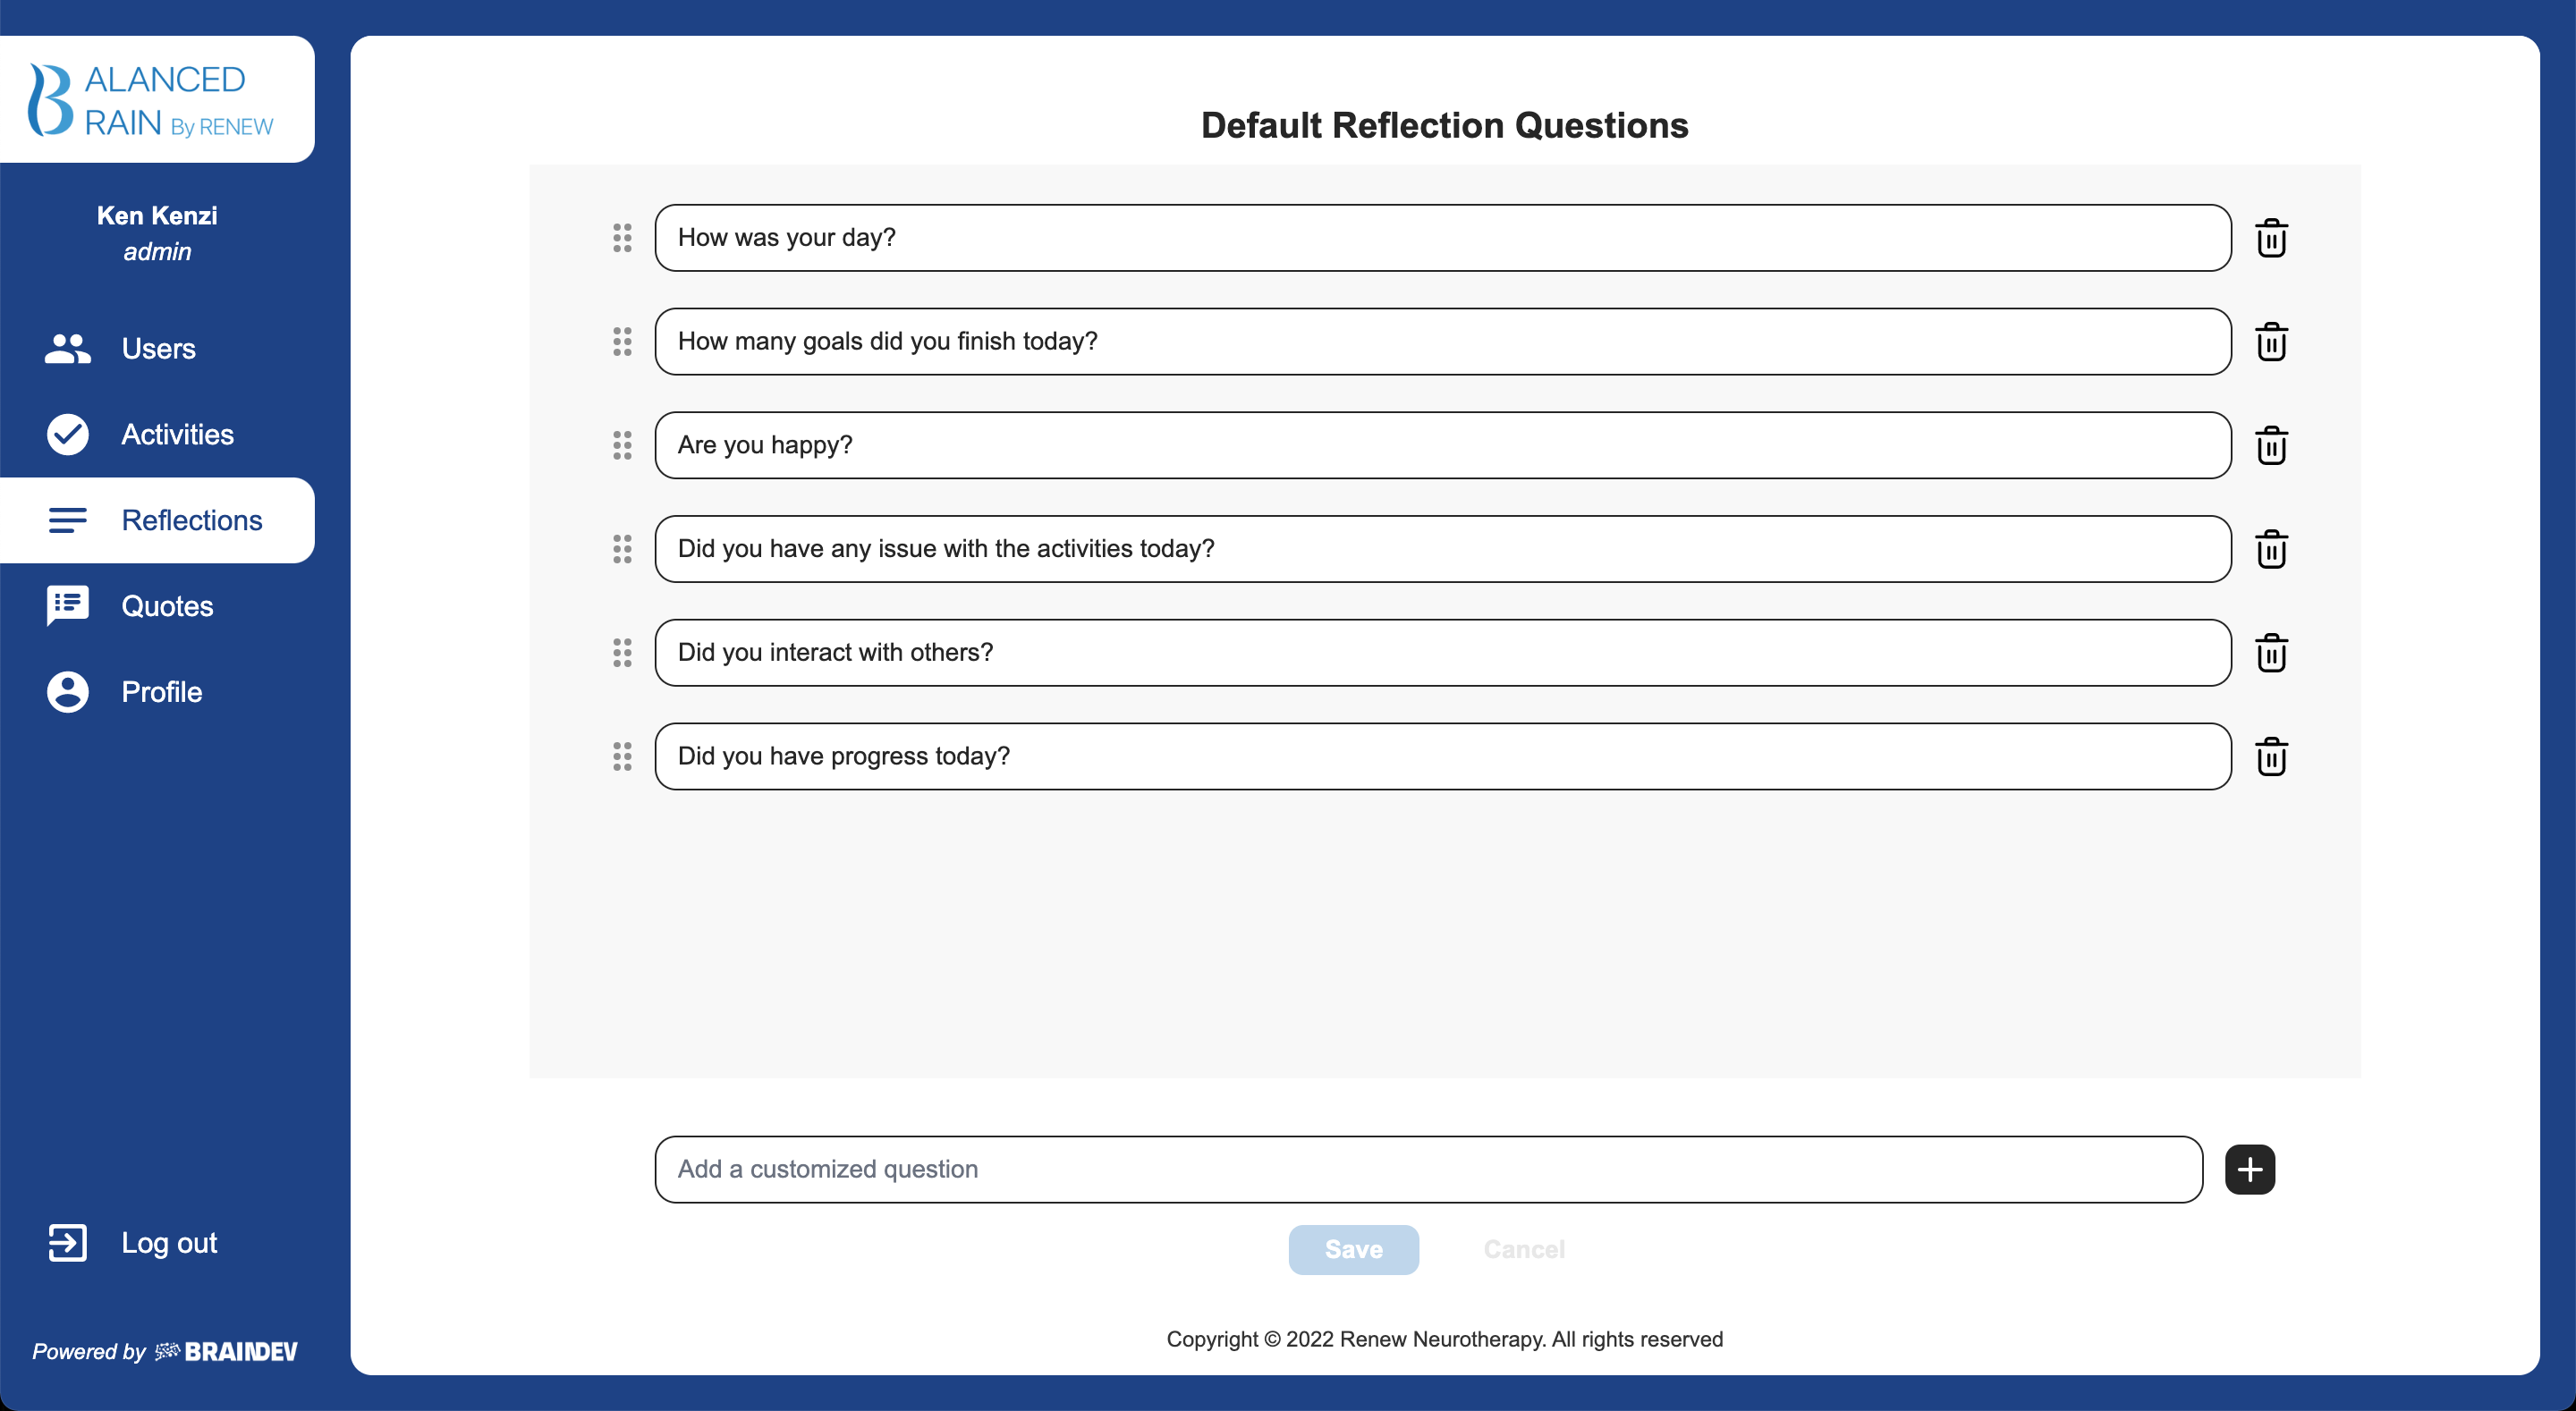 BALANCED
BRAIN By RENEW
Ken Kenzi
admin
Users
Activities
Reflections
Quotes
Profile
Log out
Powered by BRAINDEV
Default Reflection Questions
How was your day?
How many goals did you finish today?
Are you happy?
Did you have any issue with the activities today?
Did you interact with others?
Did you have progress today?
Add a customized question
Save
Cancel
Copyright © 2022 Renew Neurotherapy. All rights reserved